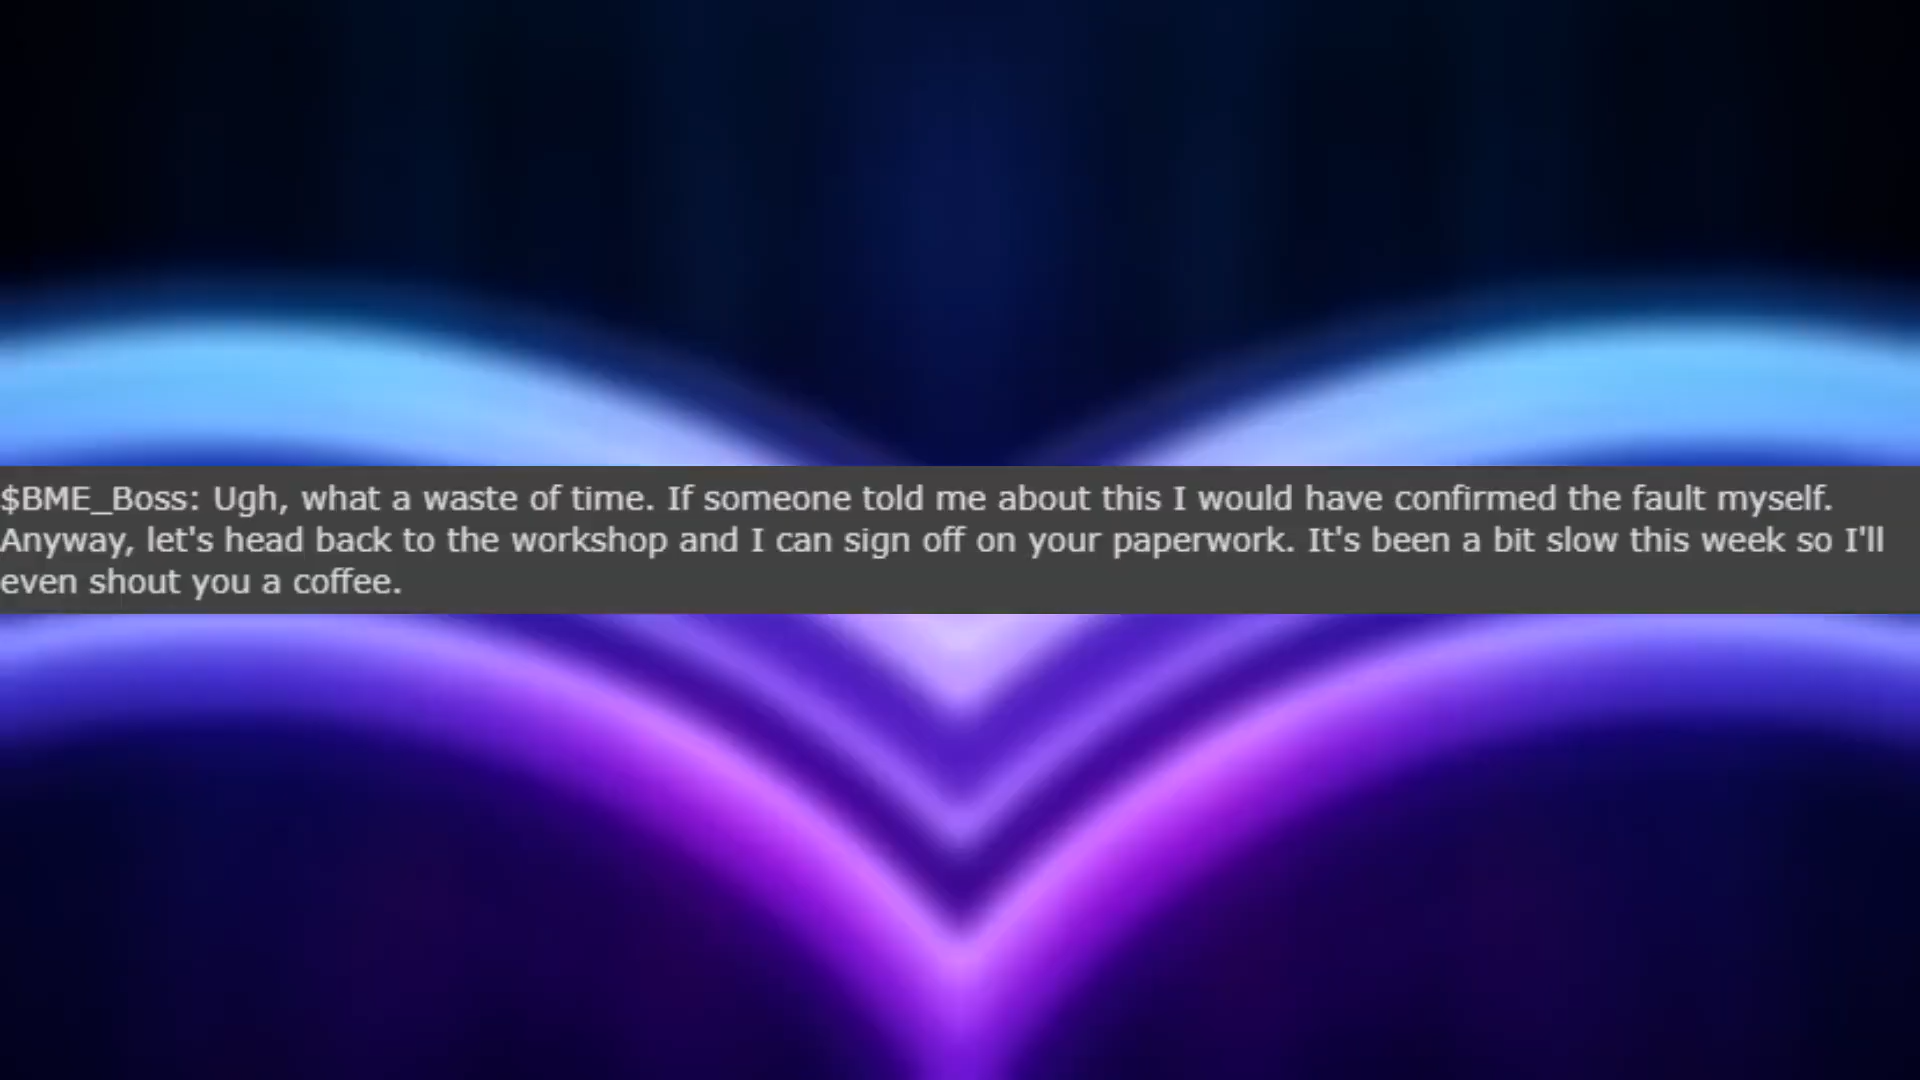 $BME_Boss: Ugh, what a waste of time. If someone told me about this I would have confirmed the fault myself.
Anyway, let's head back to the workshop and I can sign off on your paperwork. It's been a bit slow this week so I'll
even shout you a coffee.